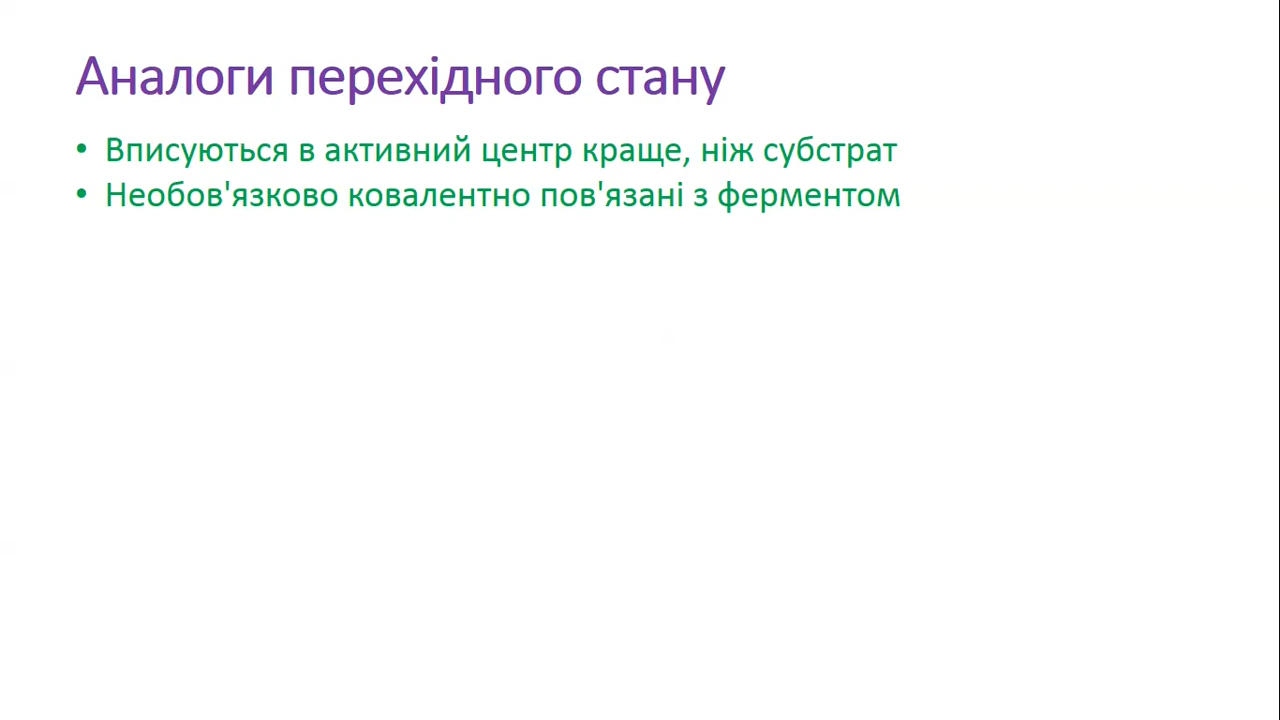 Аналоги перехідного стану
• Вписуються в активний центр краще, ніж субстрат
• Необов'язково ковалентно пов'язані з ферментом